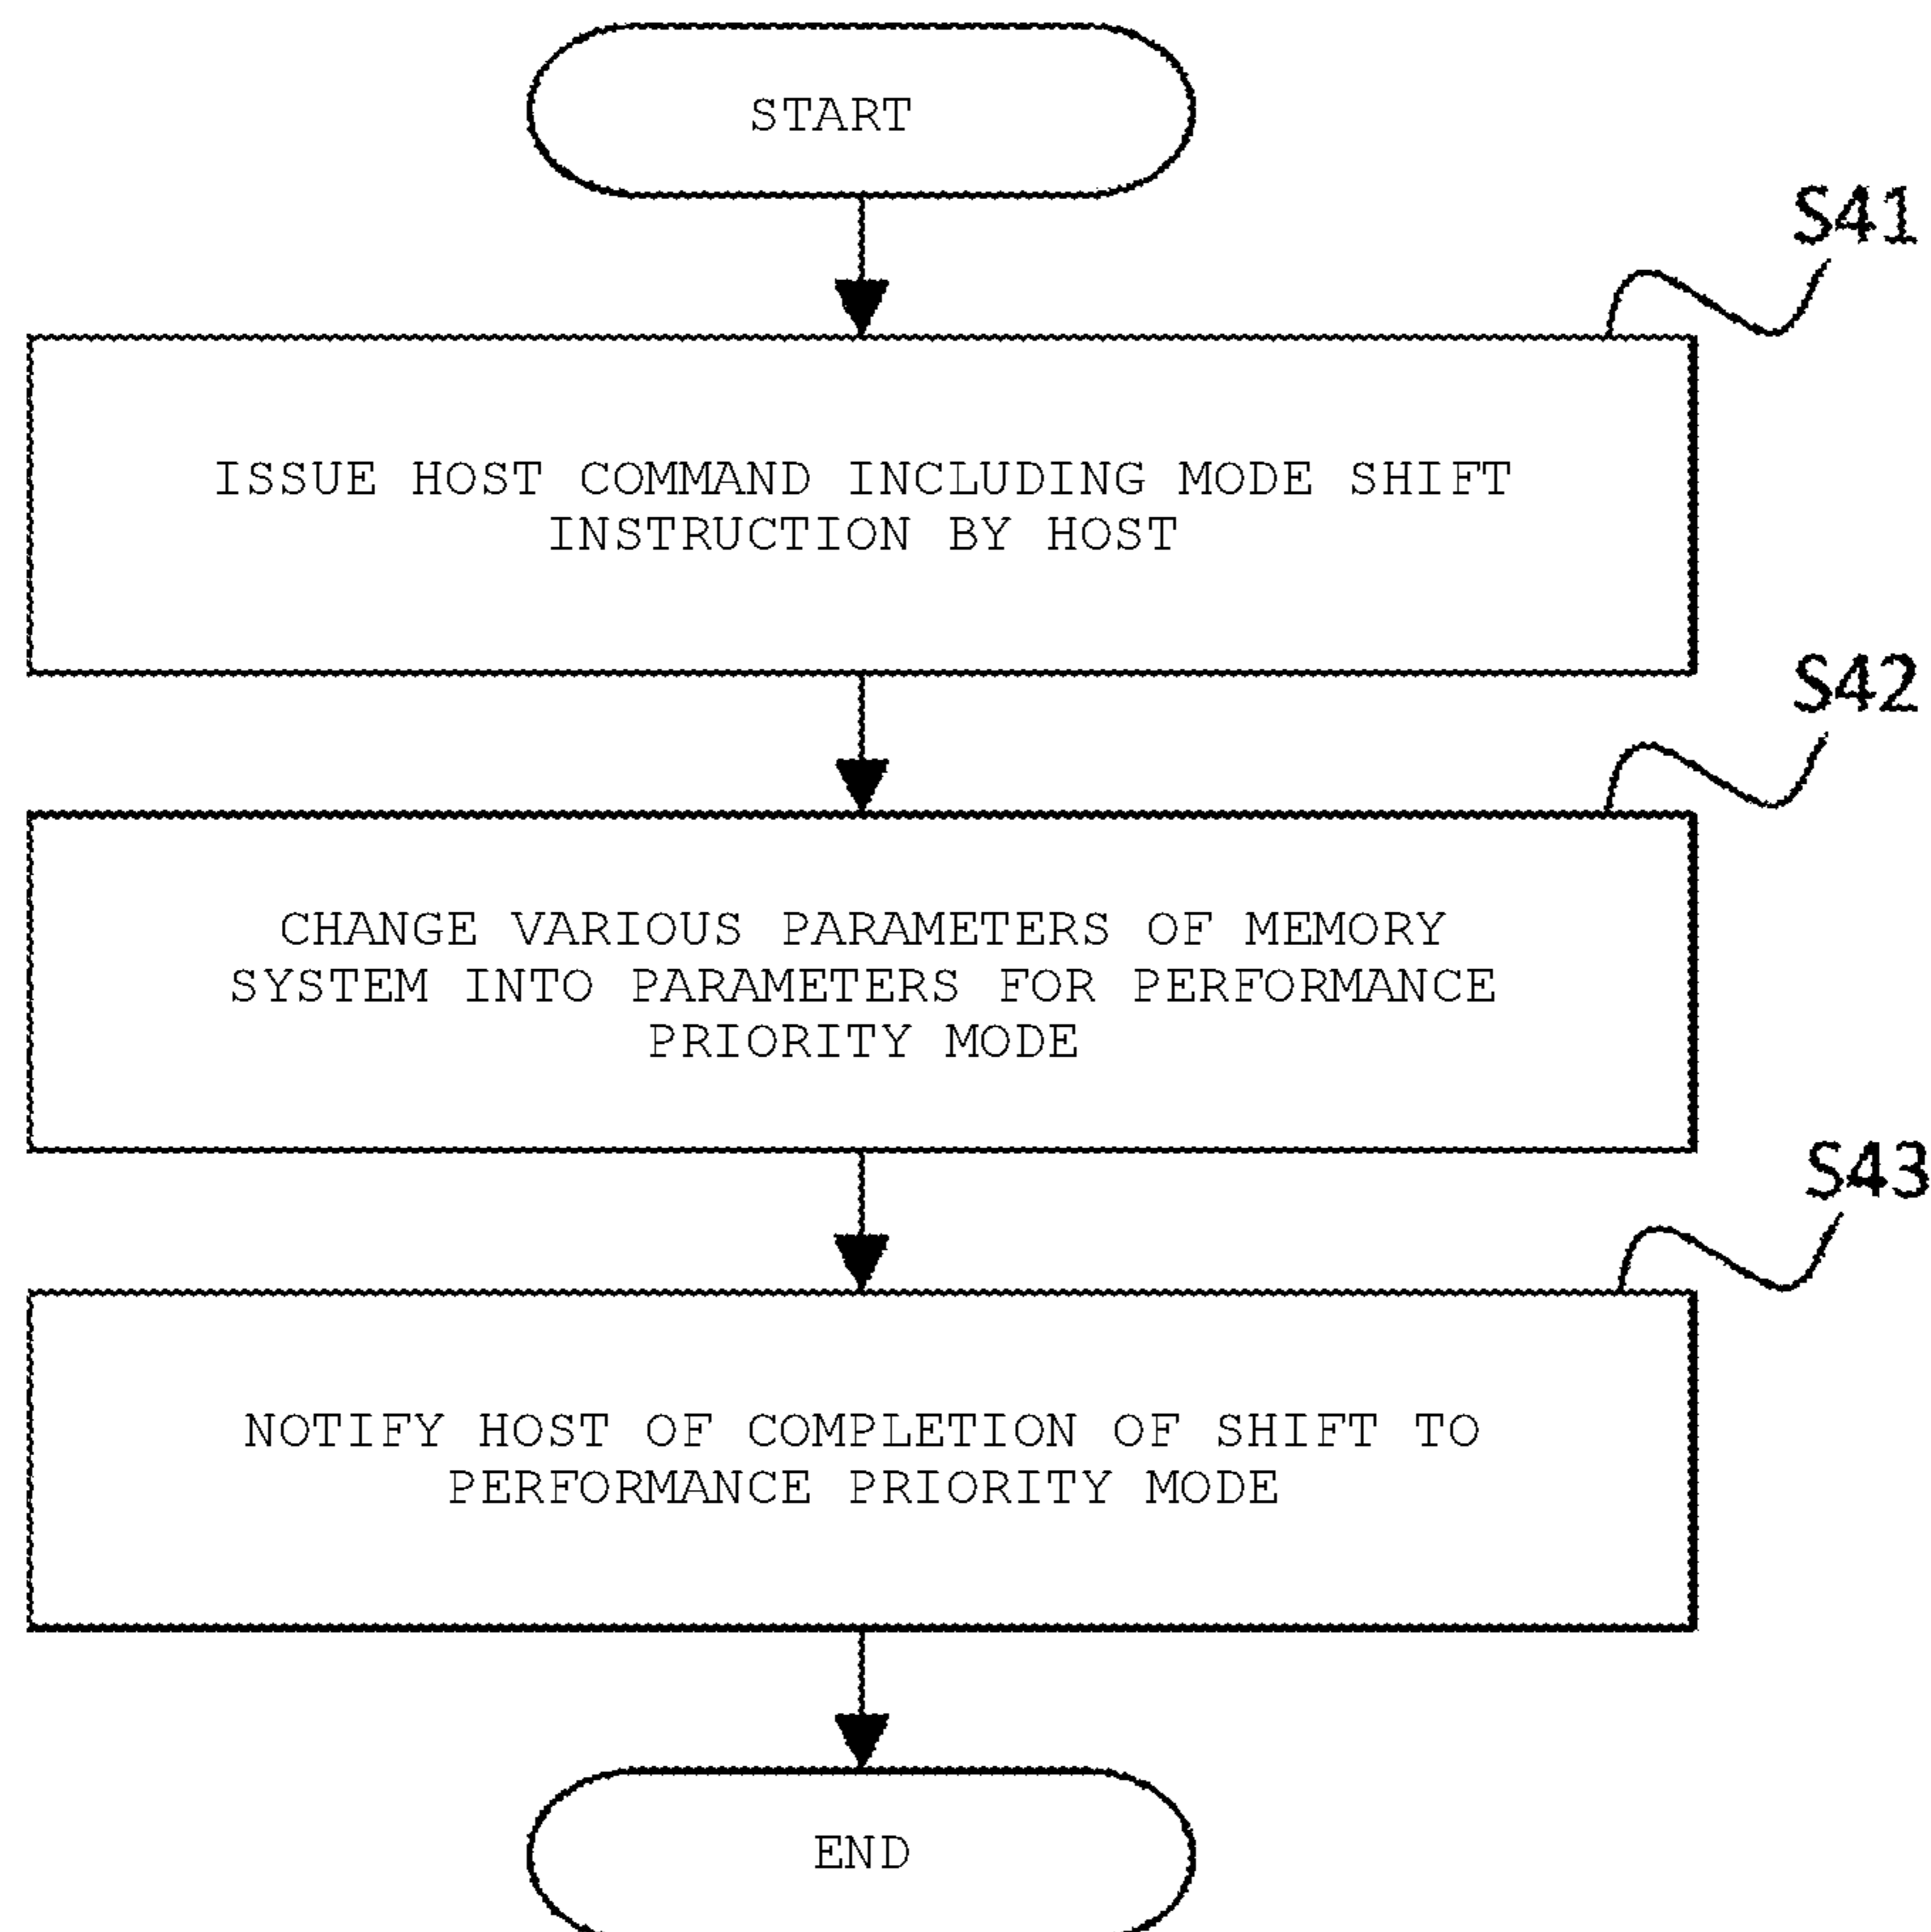 START
S41
ISSUE HOST COMMAND INCLUDING MODE SHIFT
INSTRUCTION BY HOST
S42
CHANGE VARIOUS PARAMETERS OF MEMORY
SYSTEM INTO PARAMETERS FOR PERFORMANCE
PRIORITY MODE
S43
NOTIFY HOST OF COMPLETION OF SHIFT TO
PERFORMANCE PRIORITY MODE
END